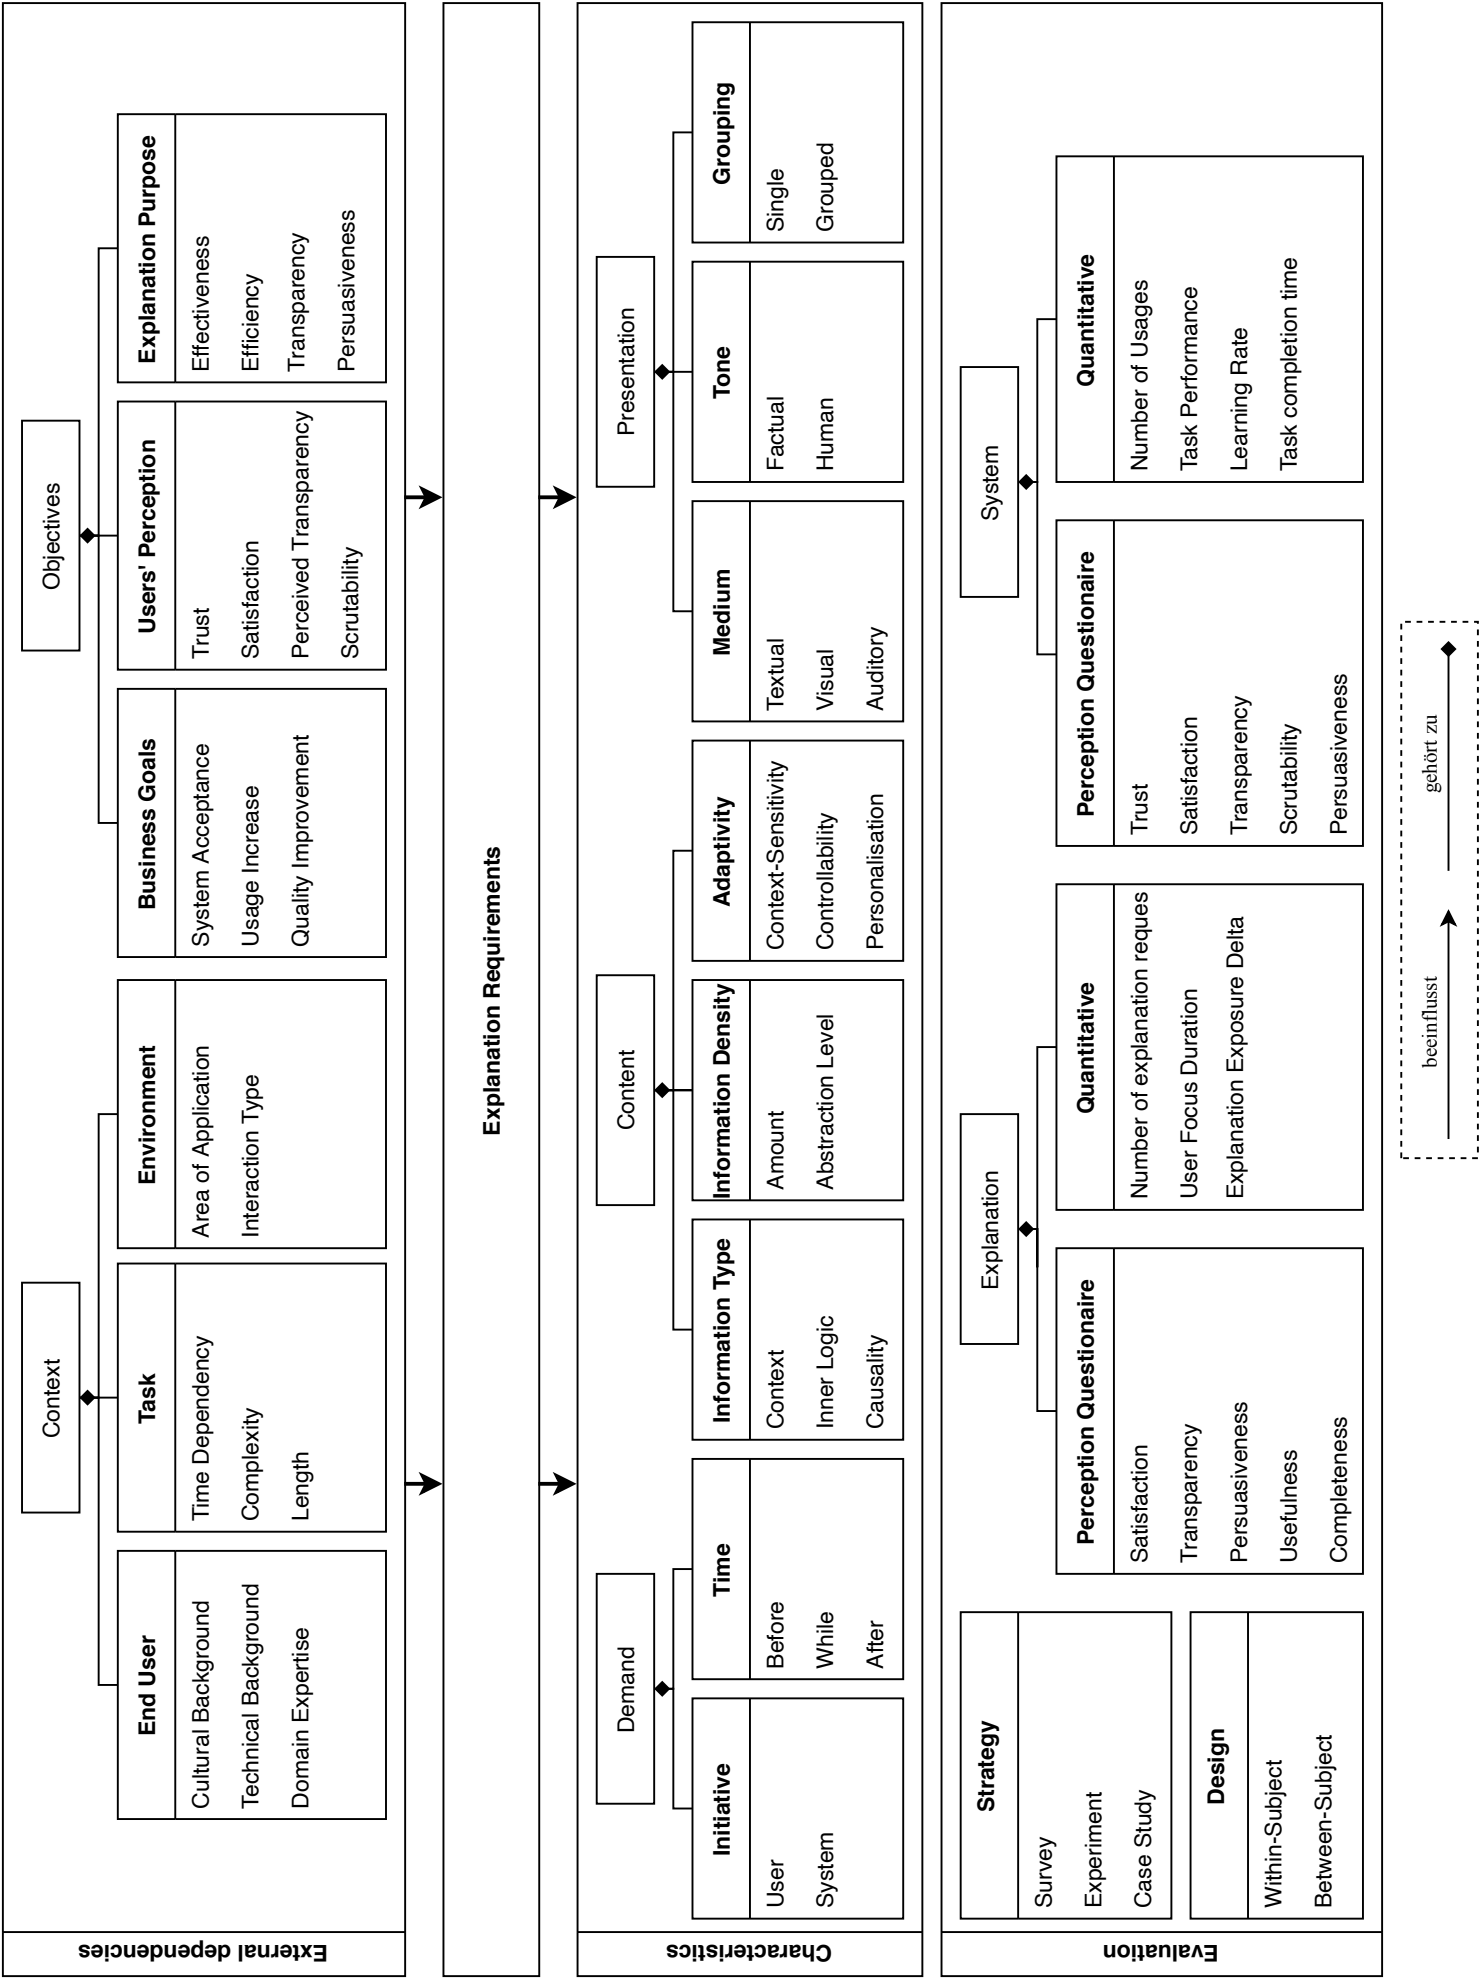 External dependencies
Context
End User
Cultural Background
Technical Background
Domain Expertise
Task
Time Dependency
Complexity
Length
Environment
Area of Application
Interaction Type
Objectives
Business Goals
System Acceptance
Usage Increase
Quality Improvement
Users' Perception
Trust
Satisfaction
Perceived Transparency
Scrutability
Explanation Purpose
Effectiveness
Efficiency
Transparency
Persuasiveness
Explanation Requirements
Characteristics
Demand
Initiative
User
System
Time
Before
While
After
Content
Information Type
Context
Inner Logic
Causality
Information Density
Amount
Abstraction Level
Adaptivity
Context-Sensitivity
Controllability
Personalisation
Presentation
Medium
Textual
Visual
Auditory
Tone
Factual
Human
Grouping
Single
Grouped
Evaluation
Strategy
Survey
Experiment
Case Study
Design
Within-Subject
Between-Subject
Explanation
Perception Questionaire
Satisfaction
Transparency
Persuasiveness
Usefulness
Completeness
Quantitative
Number of explanation reques
User Focus Duration
Explanation Exposure Delta
System
Perception Questionaire
Trust
Satisfaction
Transparency
Scrutability
Persuasiveness
Quantitative
Number of Usages
Task Performance
Learning Rate
Task completion time
beeinflusst
gehört zu